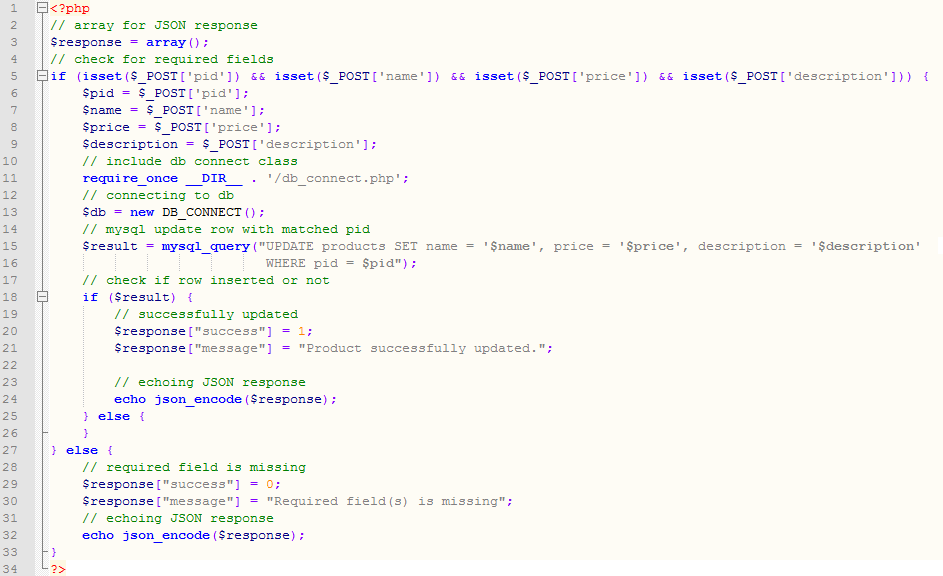 1 <?php
2 // array for JSON response
3 $response = array();
4 // check for required fields
5 if (isset($_POST['pid']) && isset($_POST['name']) && isset($_POST['price']) && isset($_POST['description'])) {
6 $pid = $_POST['pid'];
7 $name = $_POST['name'];
8 $price = $_POST['price'];
9 $description = $_POST['description'];
10 // include db connect class
11 require_once __DIR__ . '/db_connect.php';
12 // connecting to db
13 $db = new DB_CONNECT();
14 // mysql update row with matched pid
15 $result = mysql_query("UPDATE products SET name = '$name', price = '$price', description = '$description'
16 WHERE pid = $pid");
17 // check if row inserted or not
18 if ($result) {
19 // successfully updated
20 $response["success"] = 1;
21 $response["message"] = "Product successfully updated.";
22
23 // echoing JSON response
24 echo json_encode($response);
25 } else {
26 }
27 } else {
28 // required field is missing
29 $response["success"] = 0;
30 $response["message"] = "Required field(s) is missing";
31 // echoing JSON response
32 echo json_encode($response);
33 }
34 ?>